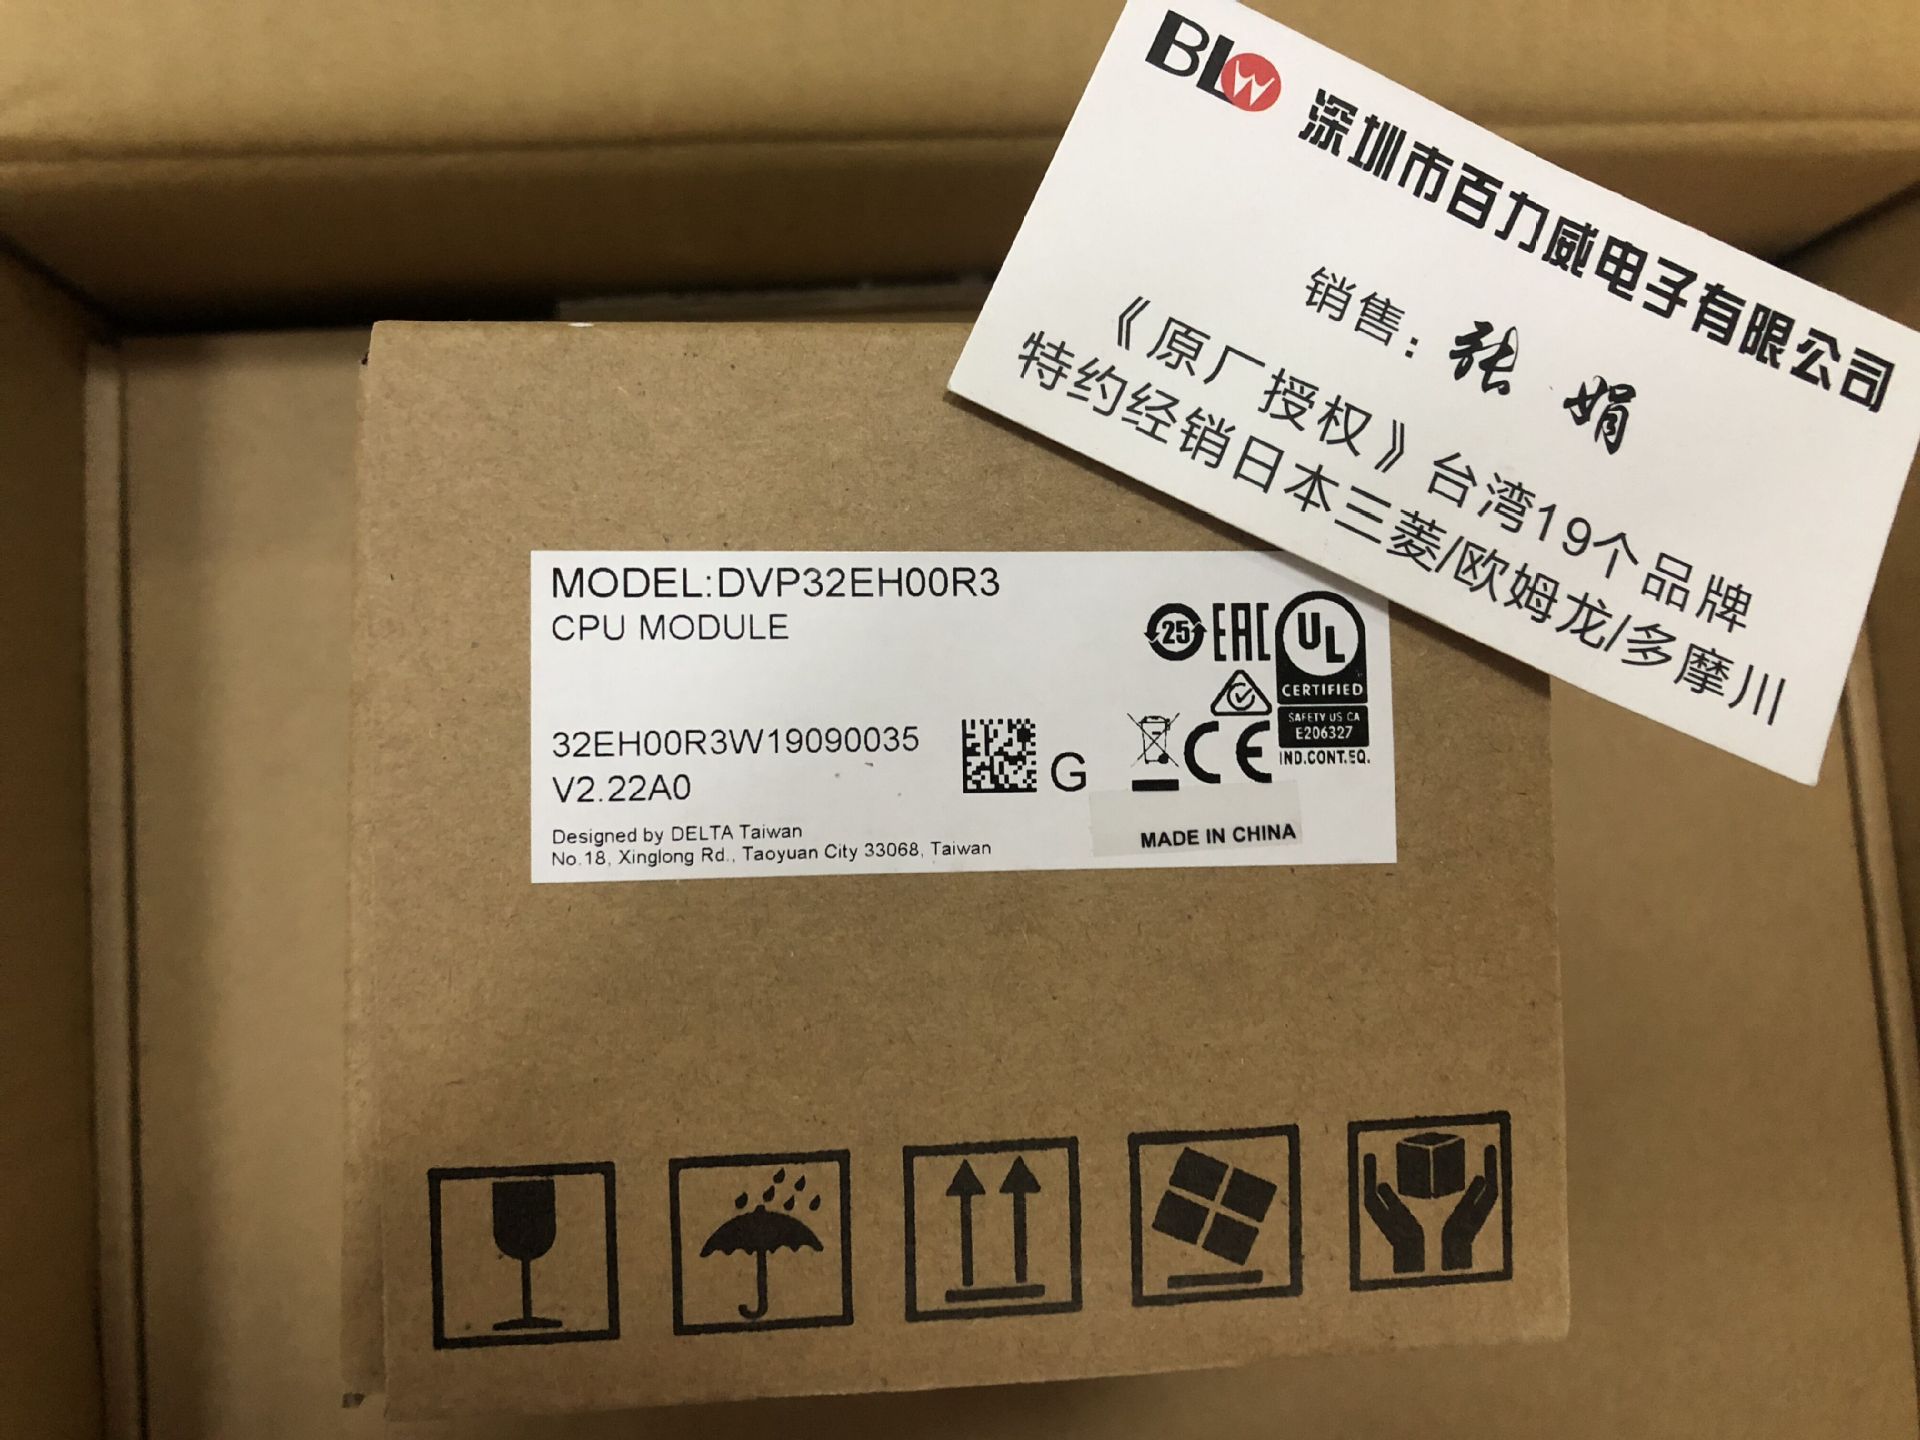 BLW 深圳市百力威电子有限公司
销售：张 娟
《原厂授权》台湾19个品牌
特约经销日本三菱/欧姆龙/多摩川
MODEL:DVP32EH00R3
CPU MODULE
25 EAC UL
CERTIFIED
SAFETY US CA
E206327
IND.CONT.EQ.
CE
32EH00R3W19090035
G
V2.22A0
MADE IN CHINA
Designed by DELTA Taiwan
No.18, Xinglong Rd., Taoyuan City 33068, Taiwan